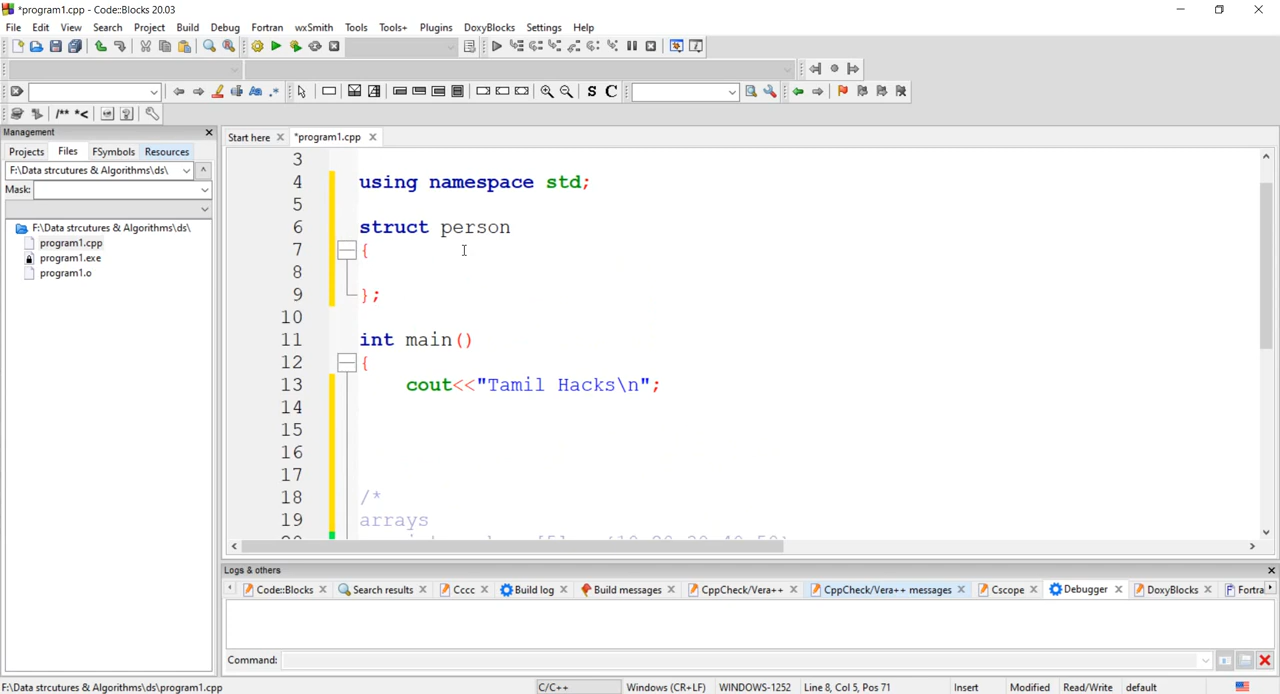 *program1.cpp - Code::Blocks 20.03
File Edit View Search Project Build Debug Fortran wxSmith Tools Tools+ Plugins DoxyBlocks Settings Help
/** *<
S C
Management
Projects Files FSymbols Resources
F:\Data strcutures & Algorithms\ds\
Mask:
F:\Data strcutures & Algorithms\ds\
program1.cpp
program1.exe
program1.o
Start here *program1.cpp
3
4 using namespace std;
5
6 struct person
7 {
8
9 };
10
11 int main()
12 {
13 cout<<"Tamil Hacks\n";
14
15
16
17
18 /*
19 arrays
Logs & others
Code::Blocks Search results Cccc Build log Build messages CppCheck/Vera++ CppCheck/Vera++ messages Cscope Debugger DoxyBlocks Fortra
Command:
F:\Data strcutures & Algorithms\ds\program1.cpp C/C++ Windows (CR+LF) WINDOWS-1252 Line 8, Col 5, Pos 71 Insert Modified Read/Write default